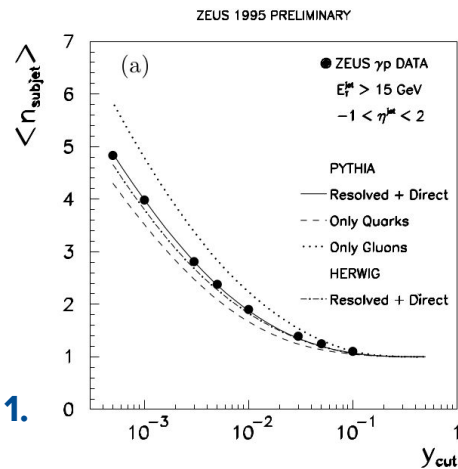 ZEUS 1995 PRELIMINARY
<n_subjet>
7
6
5
4
3
2
1
0
(a)
● ZEUS γp DATA
E_T^jet > 15 GeV
−1 < η^jet < 2
PYTHIA
Resolved + Direct
Only Quarks
Only Gluons
HERWIG
Resolved + Direct
1.
10^−3
10^−2
10^−1
1
y_cut